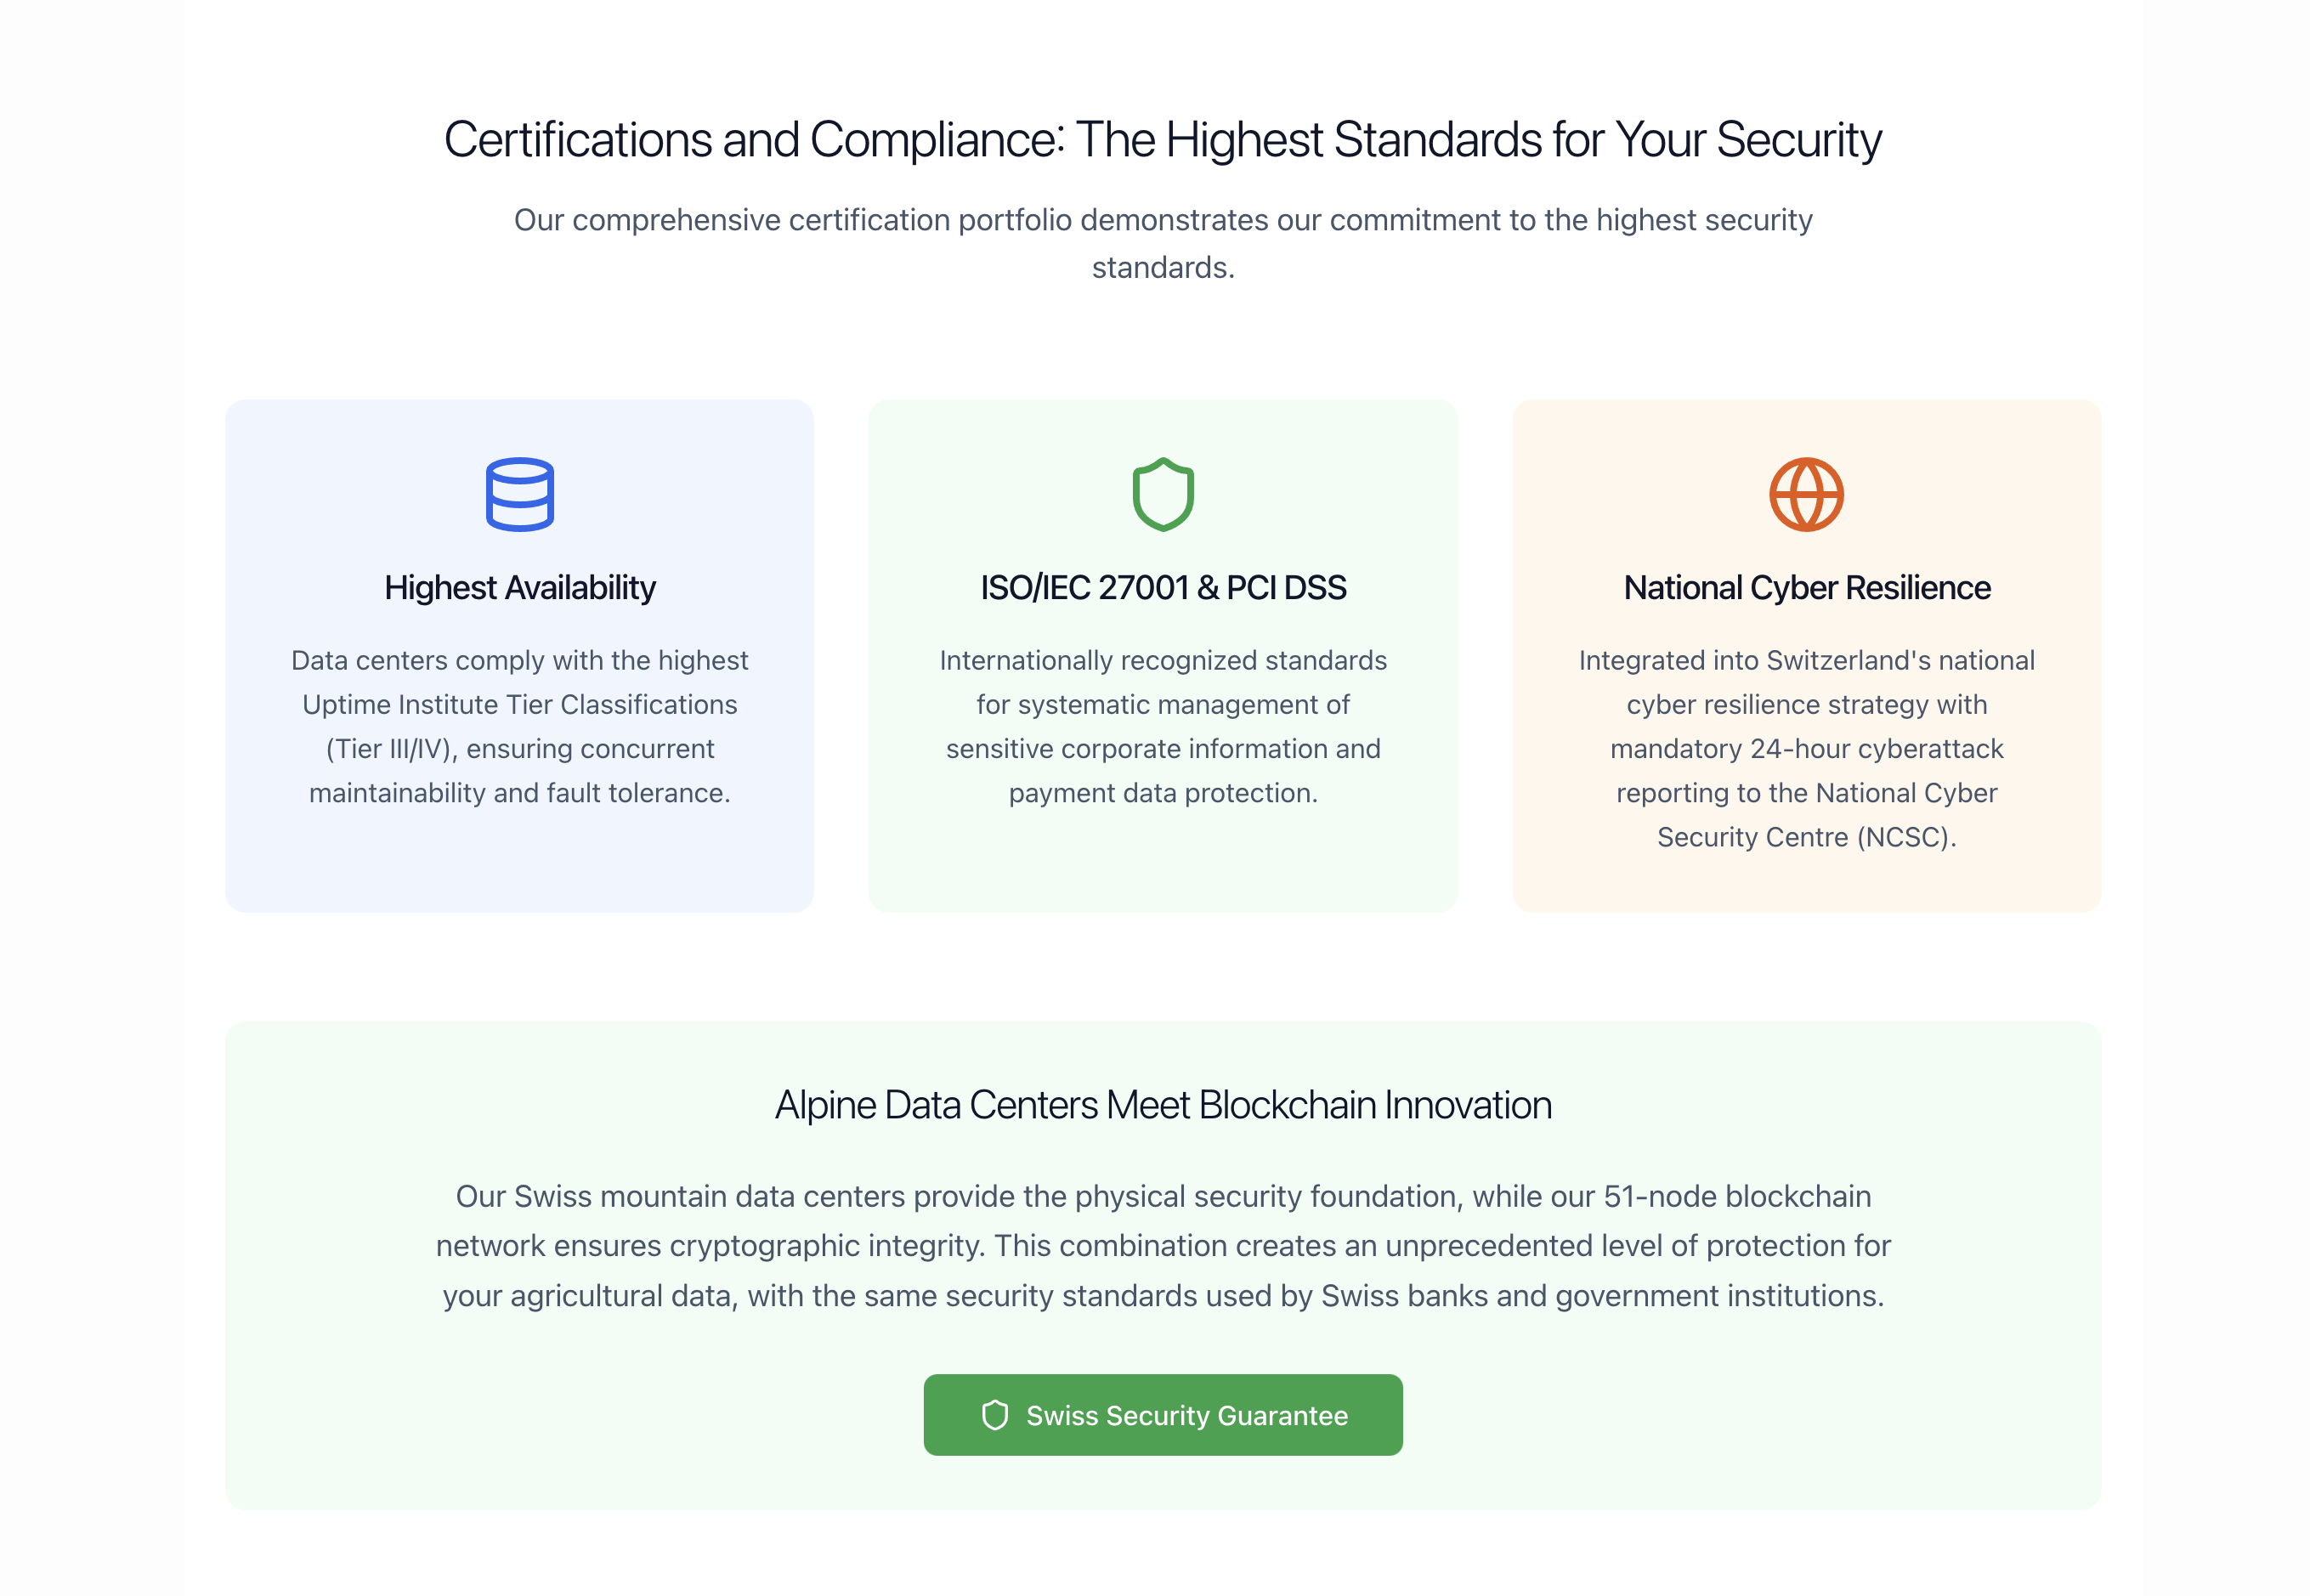 Certifications and Compliance: The Highest Standards for Your Security
Our comprehensive certification portfolio demonstrates our commitment to the highest security
standards.
Highest Availability
Data centers comply with the highest
Uptime Institute Tier Classifications
(Tier III/IV), ensuring concurrent
maintainability and fault tolerance.
ISO/IEC 27001 & PCI DSS
Internationally recognized standards
for systematic management of
sensitive corporate information and
payment data protection.
National Cyber Resilience
Integrated into Switzerland's national
cyber resilience strategy with
mandatory 24-hour cyberattack
reporting to the National Cyber
Security Centre (NCSC).
Alpine Data Centers Meet Blockchain Innovation
Our Swiss mountain data centers provide the physical security foundation, while our 51-node blockchain
network ensures cryptographic integrity. This combination creates an unprecedented level of protection for
your agricultural data, with the same security standards used by Swiss banks and government institutions.
Swiss Security Guarantee